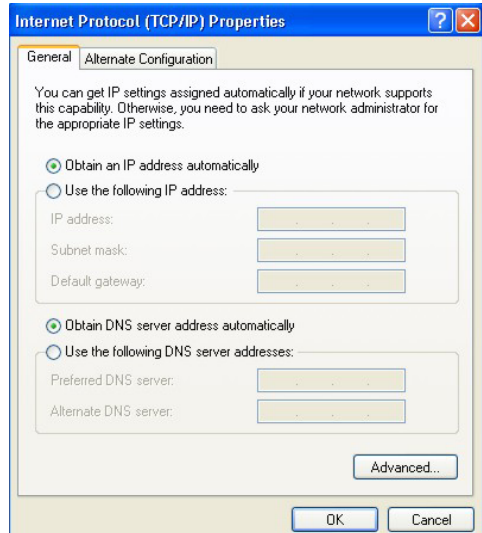 Internet Protocol (TCP/IP) Properties
General
Alternate Configuration
You can get IP settings assigned automatically if your network supports
this capability. Otherwise, you need to ask your network administrator for
the appropriate IP settings.
Obtain an IP address automatically
Use the following IP address:
IP address:
Subnet mask:
Default gateway:
Obtain DNS server address automatically
Use the following DNS server addresses:
Preferred DNS server:
Alternate DNS server:
Advanced...
OK
Cancel